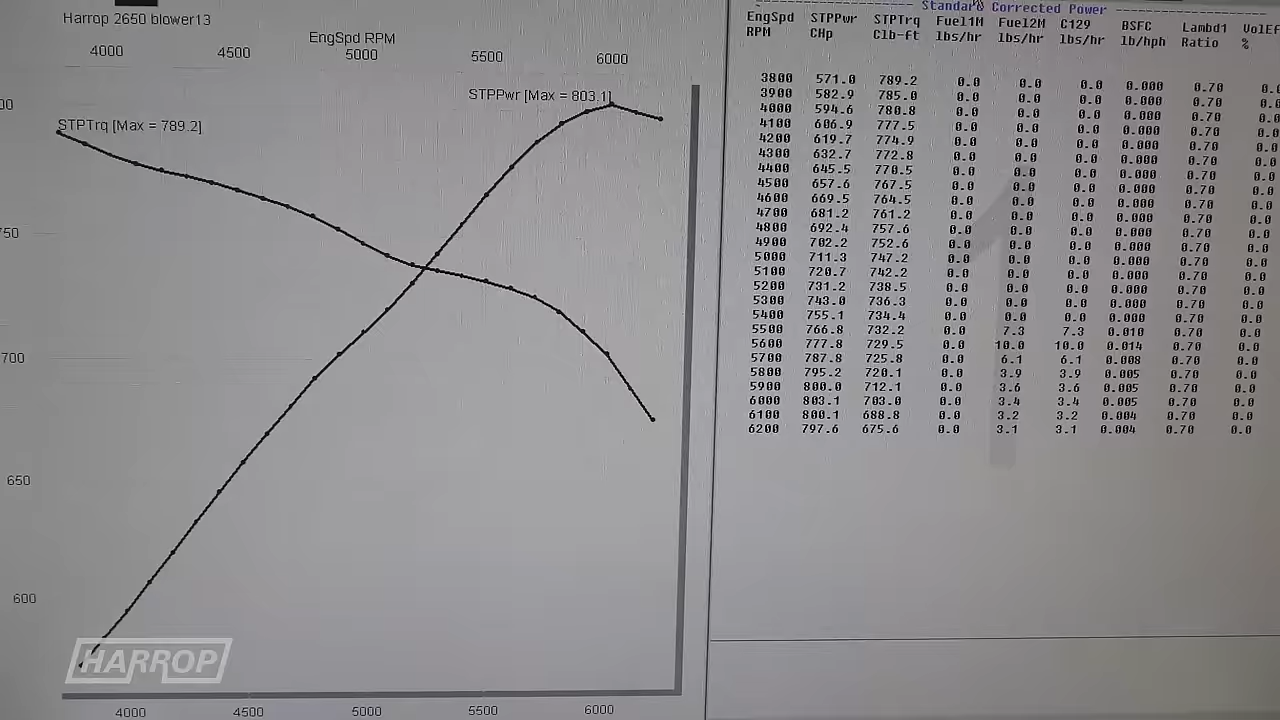 Harrop 2650 blower13
EngSpd RPM
4000 4500 5000 5500 6000
STPPwr [Max = 803.1]
STPTrq [Max = 789.2]
00
750
700
650
600
4000 4500 5000 5500 6000
HARROP
Standard Corrected Power
EngSpd STPPwr STPTrq Fuel1M Fuel2M C129 BSFC Lambd1 VolEf
RPM CHp Clb-ft lbs/hr lbs/hr lbs/hr lb/hph Ratio %
3800 571.0 789.2 0.0 0.0 0.0 0.000 0.70 0.0
3900 582.9 785.0 0.0 0.0 0.0 0.000 0.70 0.0
4000 594.6 780.8 0.0 0.0 0.0 0.000 0.70 0.0
4100 606.9 777.5 0.0 0.0 0.0 0.000 0.70 0.0
4200 619.7 774.9 0.0 0.0 0.0 0.000 0.70 0.0
4300 632.7 772.8 0.0 0.0 0.0 0.000 0.70 0.0
4400 645.5 770.5 0.0 0.0 0.0 0.000 0.70 0.0
4500 657.6 767.5 0.0 0.0 0.0 0.000 0.70 0.0
4600 669.5 764.5 0.0 0.0 0.0 0.000 0.70 0.0
4700 681.2 761.2 0.0 0.0 0.0 0.000 0.70 0.0
4800 692.4 757.6 0.0 0.0 0.0 0.000 0.70 0.0
4900 702.2 752.6 0.0 0.0 0.0 0.000 0.70 0.0
5000 711.3 747.2 0.0 0.0 0.0 0.000 0.70 0.0
5100 720.7 742.2 0.0 0.0 0.0 0.000 0.70 0.0
5200 731.2 738.5 0.0 0.0 0.0 0.000 0.70 0.0
5300 743.0 736.3 0.0 0.0 0.0 0.000 0.70 0.0
5400 755.1 734.4 0.0 0.0 0.0 0.000 0.70 0.0
5500 766.8 732.2 0.0 7.3 7.3 0.010 0.70 0.0
5600 777.8 729.5 0.0 10.0 10.0 0.014 0.70 0.0
5700 787.8 725.8 0.0 6.1 6.1 0.008 0.70 0.0
5800 795.2 720.1 0.0 3.9 3.9 0.005 0.70 0.0
5900 800.0 712.1 0.0 3.6 3.6 0.005 0.70 0.0
6000 803.1 703.0 0.0 3.4 3.4 0.005 0.70 0.0
6100 800.1 688.8 0.0 3.2 3.2 0.004 0.70 0.0
6200 797.6 675.6 0.0 3.1 3.1 0.004 0.70 0.0